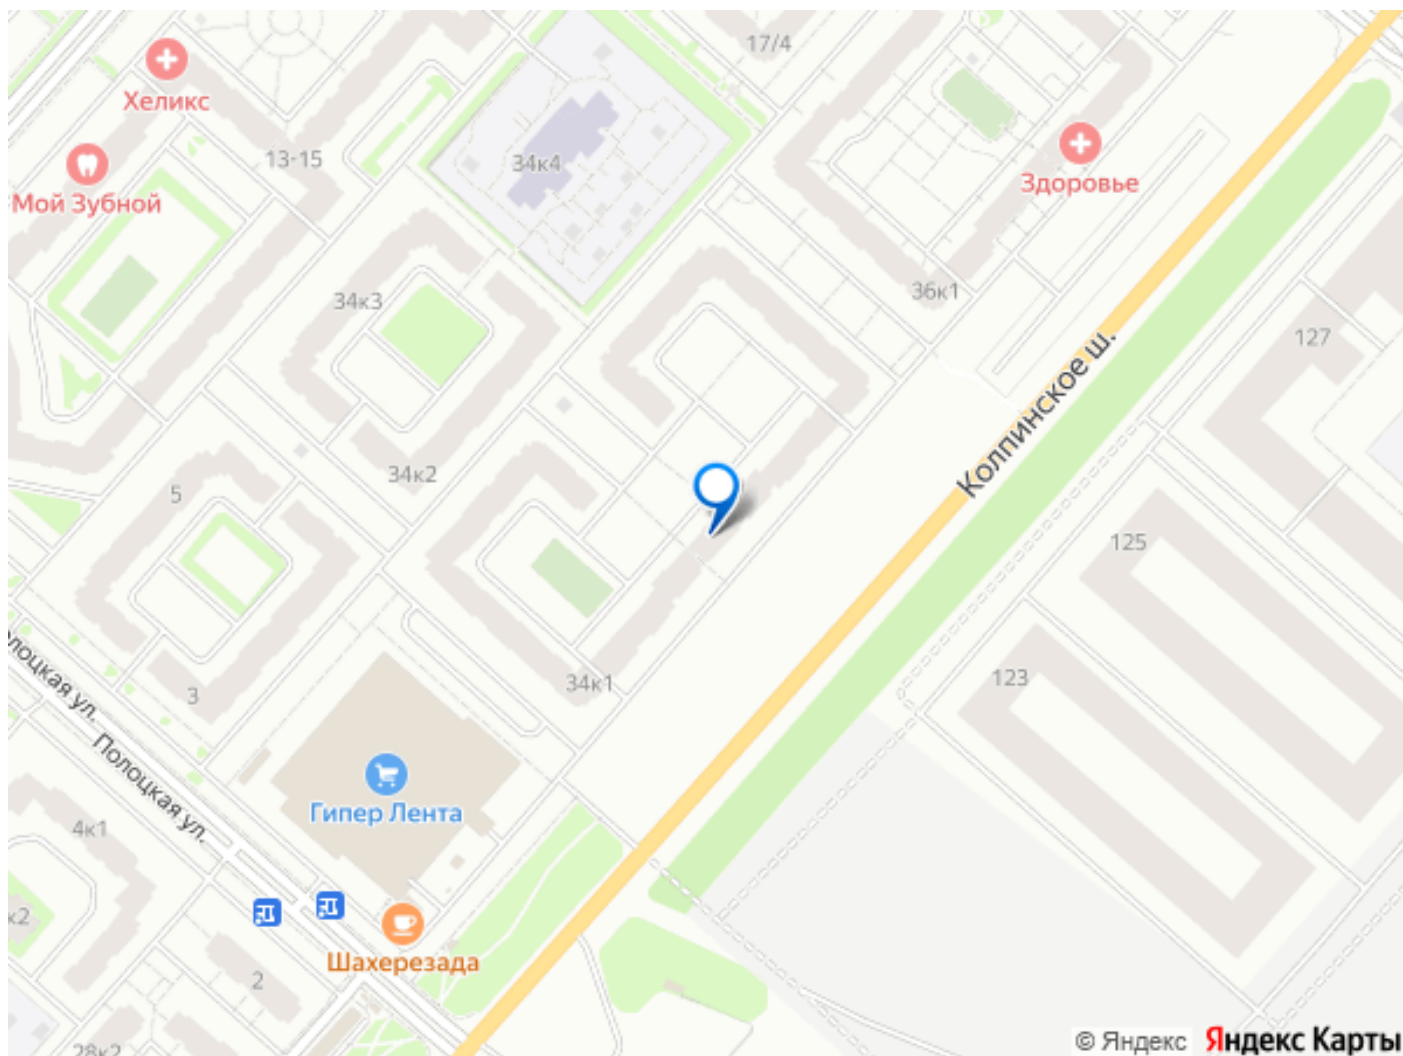 17/4
Хеликс
13-15
34к4
Мой Зубной
Здоровье
34к3
36к1
127
Колпинское ш.
34к2
5
125
34к1
123
3
Полоцкая ул.
Полоцкая ул.
Гипер Лента
4к1
к2
Шахерезада
2
28к2
© Яндекс Яндекс Карты